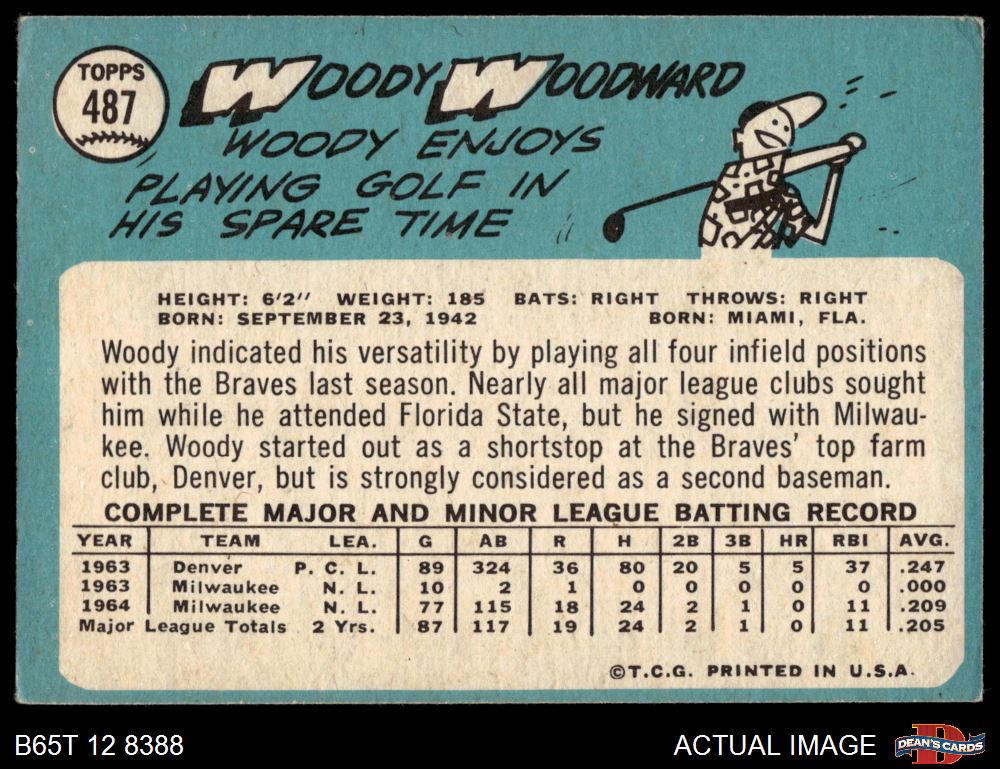 TOPPS
487
WOODY WOODWARD
WOODY ENJOYS
PLAYING GOLF IN
HIS SPARE TIME
HEIGHT: 6'2" WEIGHT: 185 BATS: RIGHT THROWS: RIGHT
BORN: SEPTEMBER 23, 1942 BORN: MIAMI, FLA.
Woody indicated his versatility by playing all four infield positions
with the Braves last season. Nearly all major league clubs sought
him while he attended Florida State, but he signed with Milwau-
kee. Woody started out as a shortstop at the Braves' top farm
club, Denver, but is strongly considered as a second baseman.
COMPLETE MAJOR AND MINOR LEAGUE BATTING RECORD
YEAR TEAM LEA. G AB R H 2B 3B HR RBI AVG.
1963 Denver P. C. L. 89 324 36 80 20 5 5 37 .247
1963 Milwaukee N. L. 10 2 1 0 0 0 0 0 .000
1964 Milwaukee N. L. 77 115 18 24 2 1 0 11 .209
Major League Totals 2 Yrs. 87 117 19 24 2 1 0 11 .205
©T.C.G. PRINTED IN U.S.A.
B65T 12 8388 ACTUAL IMAGE D DEAN'S CARDS